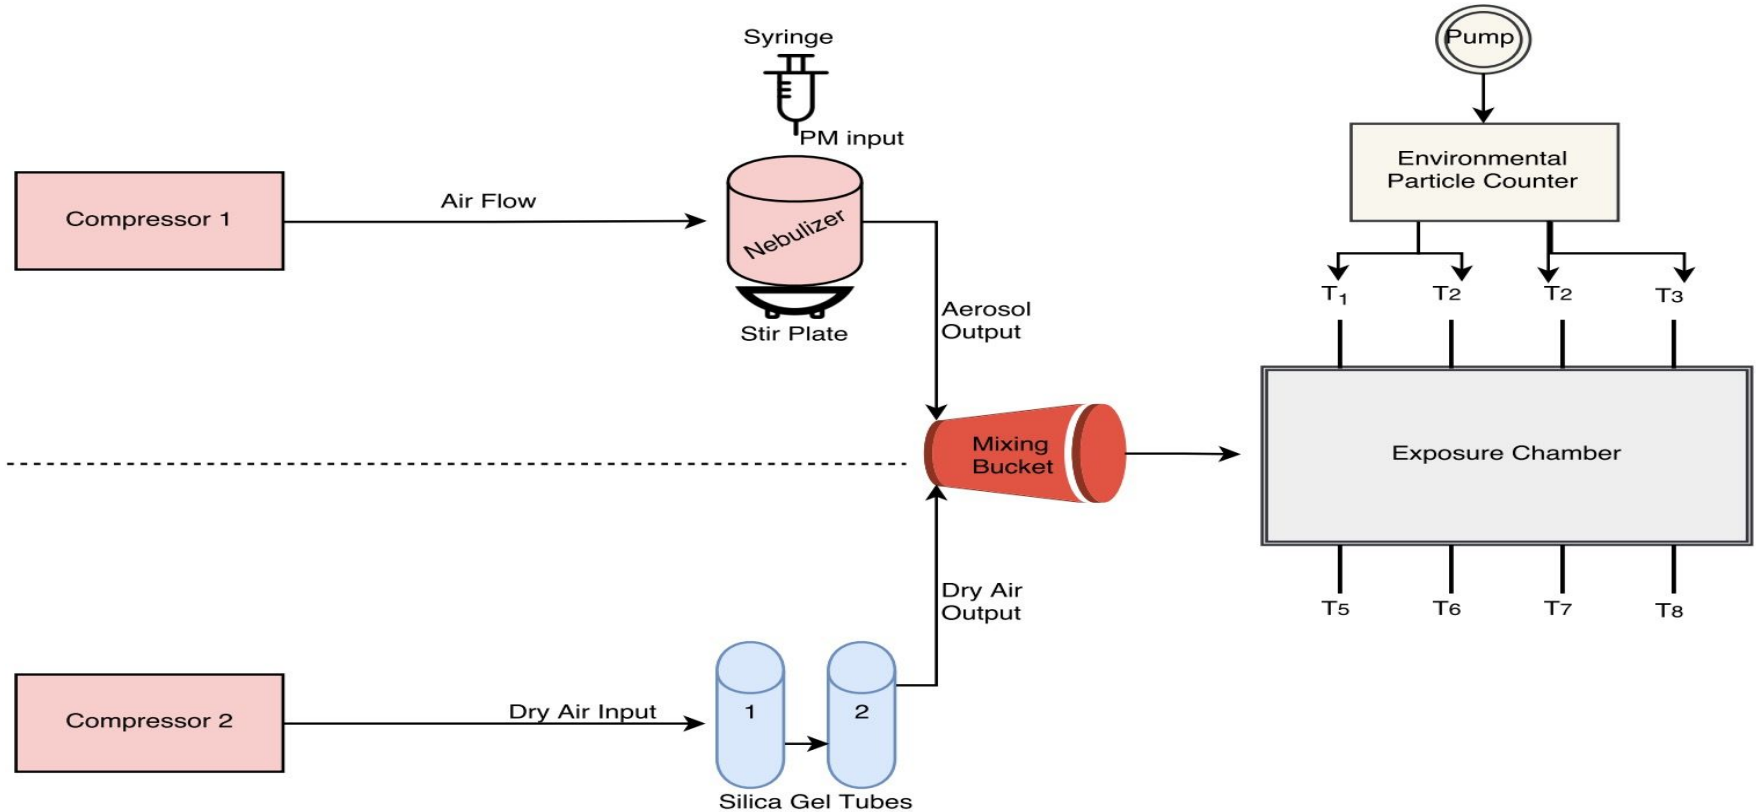 Syringe
Pump
PM input
Environmental
Particle Counter
Compressor 1
Air Flow
Nebulizer
Stir Plate
Aerosol
Output
T1
T2
T2
T3
Mixing
Bucket
Exposure Chamber
Dry Air
Output
T5
T6
T7
T8
Compressor 2
Dry Air Input
1
2
Silica Gel Tubes